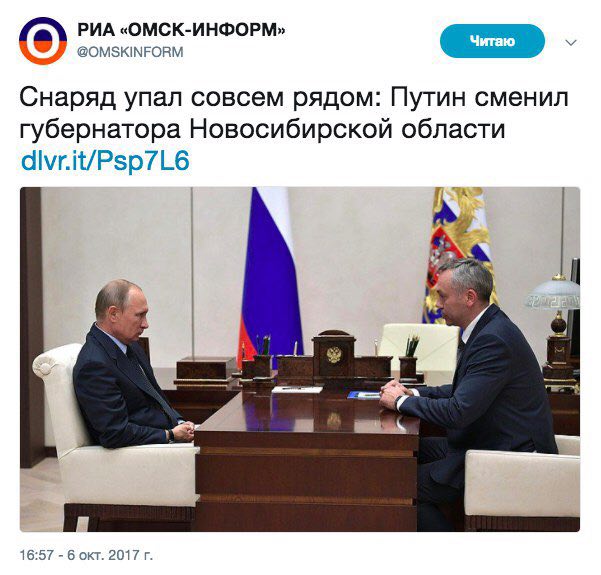 РИА «ОМСК-ИНФОРМ»
@OMSKINFORM
Читаю
Снаряд упал совсем рядом: Путин сменил
губернатора Новосибирской области
dlvr.it/Psp7L6
16:57 - 6 окт. 2017 г.